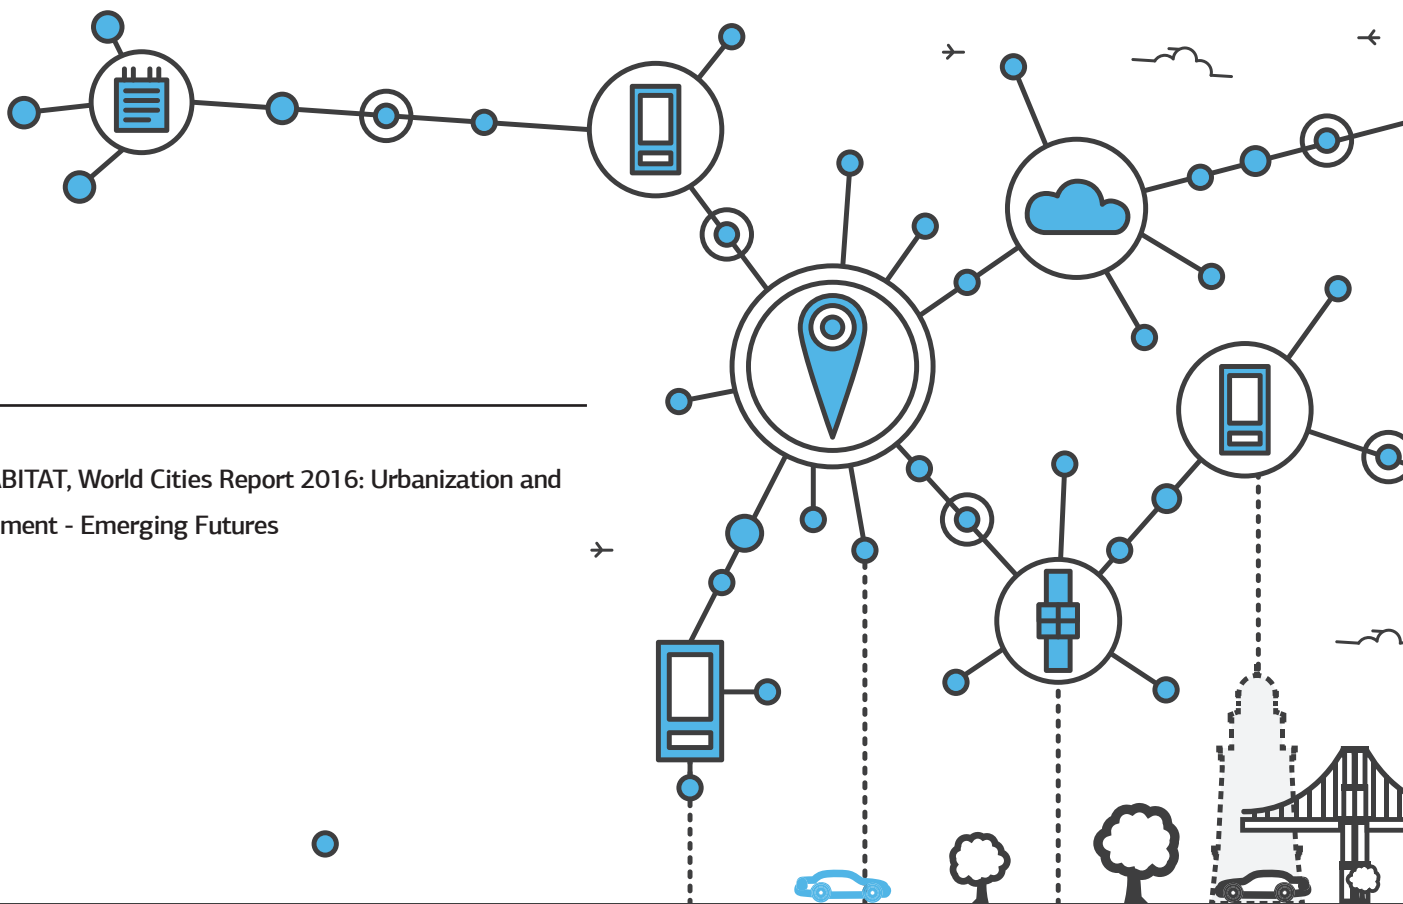 ABITAT, World Cities Report 2016: Urbanization and
ment - Emerging Futures